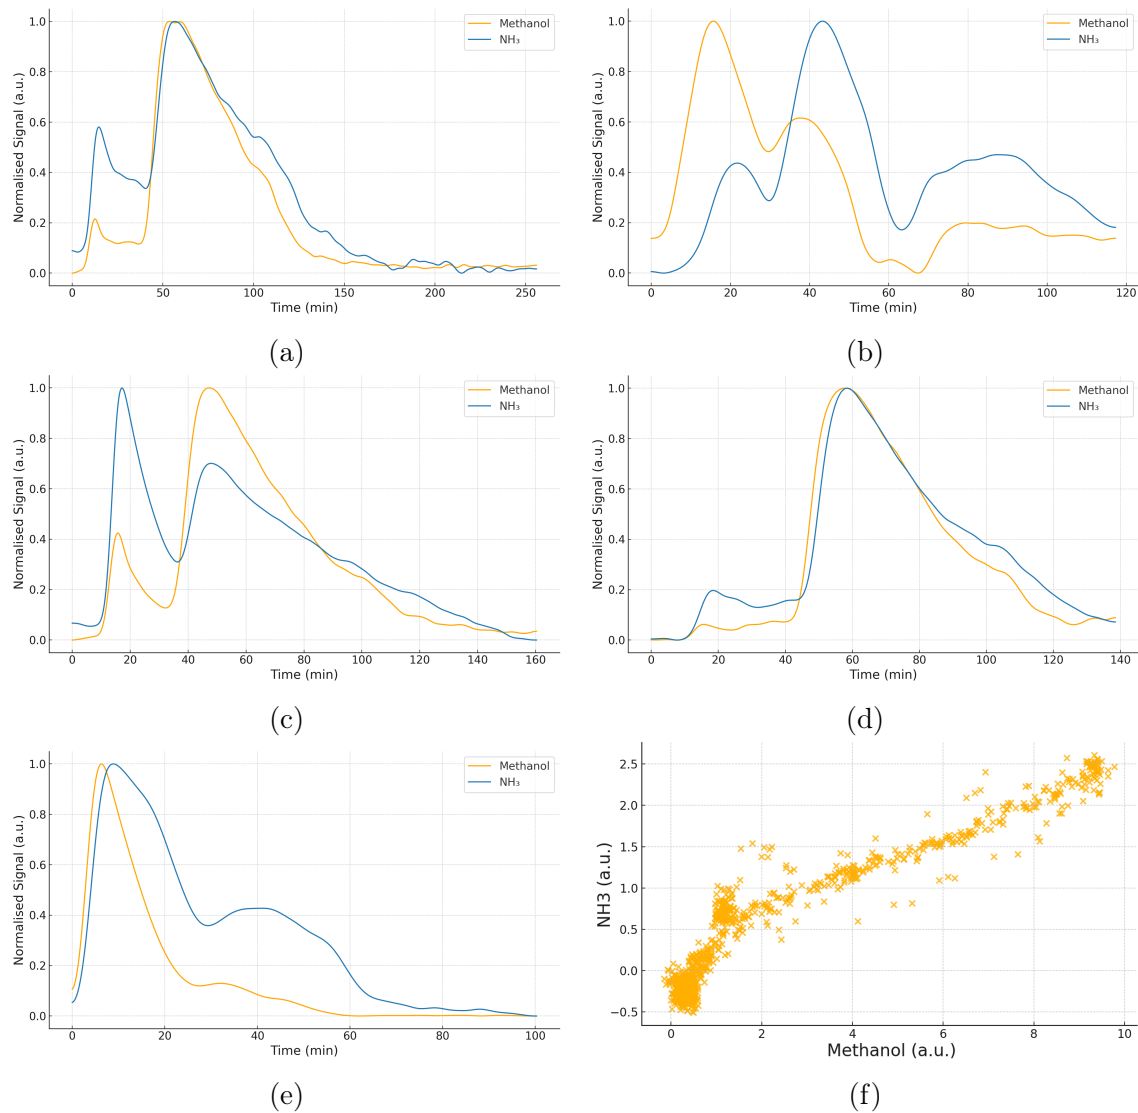 Normalised Signal (a.u.)
1.0
0.8
0.6
0.4
0.2
0.0
0 50 100 150 200 250
Time (min)
Methanol
NH₃
(a)
Normalised Signal (a.u.)
1.0
0.8
0.6
0.4
0.2
0.0
0 20 40 60 80 100 120
Time (min)
Methanol
NH₃
(b)
Normalised Signal (a.u.)
1.0
0.8
0.6
0.4
0.2
0.0
0 20 40 60 80 100 120 140 160
Time (min)
Methanol
NH₃
(c)
Normalised Signal (a.u.)
1.0
0.8
0.6
0.4
0.2
0.0
0 20 40 60 80 100 120 140
Time (min)
Methanol
NH₃
(d)
Normalised Signal (a.u.)
1.0
0.8
0.6
0.4
0.2
0.0
0 20 40 60 80 100
Time (min)
Methanol
NH₃
(e)
NH3 (a.u.)
2.5
2.0
1.5
1.0
0.5
0.0
−0.5
0 2 4 6 8 10
Methanol (a.u.)
(f)